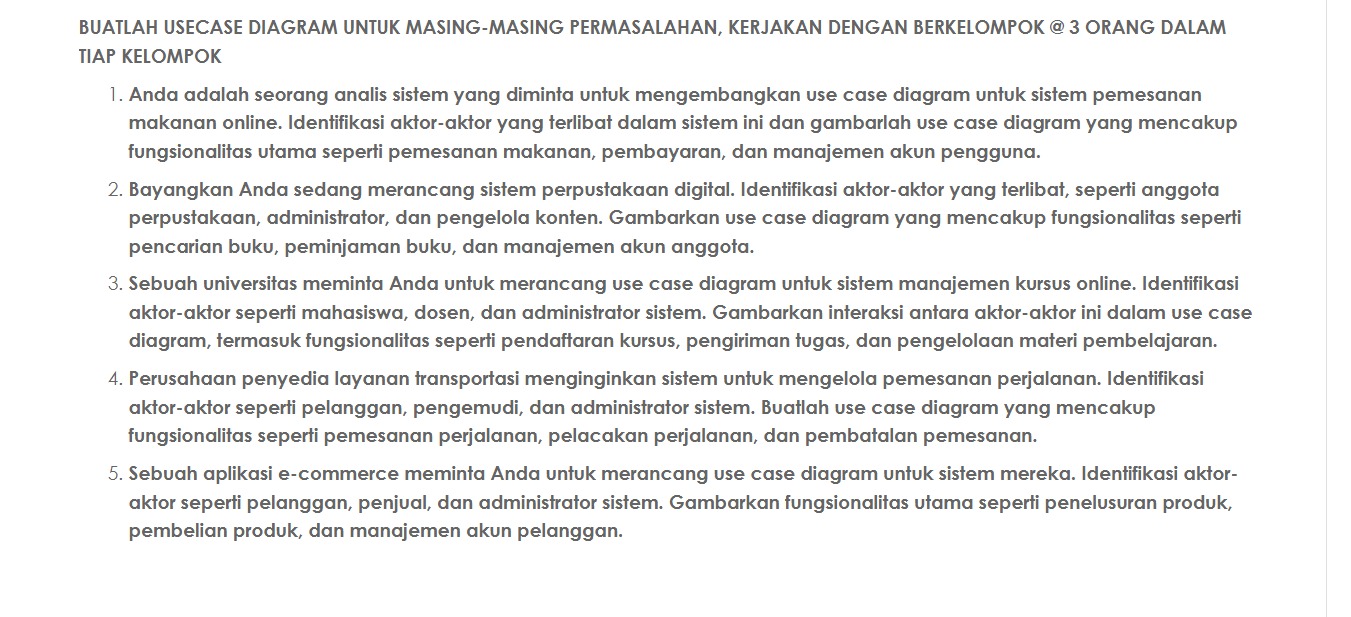 BUATLAH USECASE DIAGRAM UNTUK MASING-MASING PERMASALAHAN, KERJAKAN DENGAN BERKELOMPOK @ 3 ORANG DALAM
TIAP KELOMPOK
1. Anda adalah seorang analis sistem yang diminta untuk mengembangkan use case diagram untuk sistem pemesanan
makanan online. Identifikasi aktor-aktor yang terlibat dalam sistem ini dan gambarlah use case diagram yang mencakup
fungsionalitas utama seperti pemesanan makanan, pembayaran, dan manajemen akun pengguna.
2. Bayangkan Anda sedang merancang sistem perpustakaan digital. Identifikasi aktor-aktor yang terlibat, seperti anggota
perpustakaan, administrator, dan pengelola konten. Gambarkan use case diagram yang mencakup fungsionalitas seperti
pencarian buku, peminjaman buku, dan manajemen akun anggota.
3. Sebuah universitas meminta Anda untuk merancang use case diagram untuk sistem manajemen kursus online. Identifikasi
aktor-aktor seperti mahasiswa, dosen, dan administrator sistem. Gambarkan interaksi antara aktor-aktor ini dalam use case
diagram, termasuk fungsionalitas seperti pendaftaran kursus, pengiriman tugas, dan pengelolaan materi pembelajaran.
4. Perusahaan penyedia layanan transportasi menginginkan sistem untuk mengelola pemesanan perjalanan. Identifikasi
aktor-aktor seperti pelanggan, pengemudi, dan administrator sistem. Buatlah use case diagram yang mencakup
fungsionalitas seperti pemesanan perjalanan, pelacakan perjalanan, dan pembatalan pemesanan.
5. Sebuah aplikasi e-commerce meminta Anda untuk merancang use case diagram untuk sistem mereka. Identifikasi aktor-
aktor seperti pelanggan, penjual, dan administrator sistem. Gambarkan fungsionalitas utama seperti penelusuran produk,
pembelian produk, dan manajemen akun pelanggan.